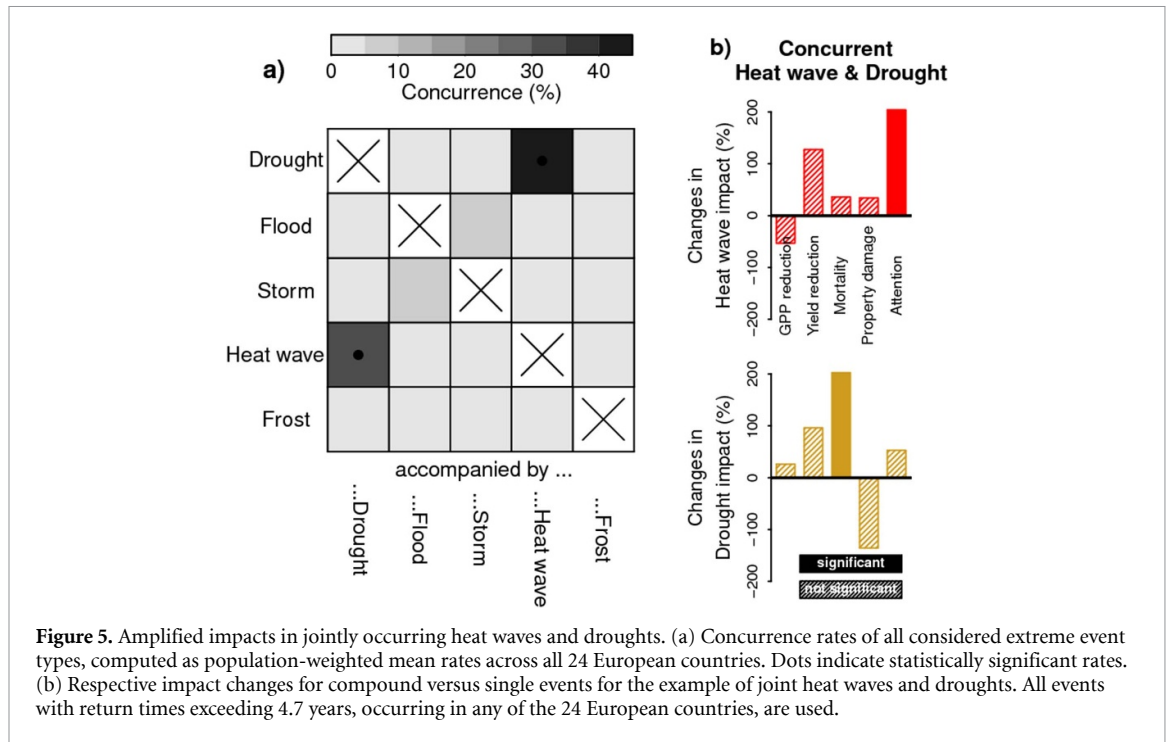 a)
0 10 20 30 40
Concurrence (%)
Drought
Flood
Storm
Heat wave
Frost
accompanied by ...
...Drought
...Flood
...Storm
...Heat wave
...Frost
b)
Concurrent
Heat wave & Drought
Changes in
Heat wave impact (%)
200
100
0
−100
−200
GPP reduction
Yield reduction
Mortality
Property damage
Attention
Changes in
Drought impact (%)
200
100
0
−100
−200
significant
not significant
Figure 5. Amplified impacts in jointly occurring heat waves and droughts. (a) Concurrence rates of all considered extreme event
types, computed as population-weighted mean rates across all 24 European countries. Dots indicate statistically significant rates.
(b) Respective impact changes for compound versus single events for the example of joint heat waves and droughts. All events
with return times exceeding 4.7 years, occurring in any of the 24 European countries, are used.